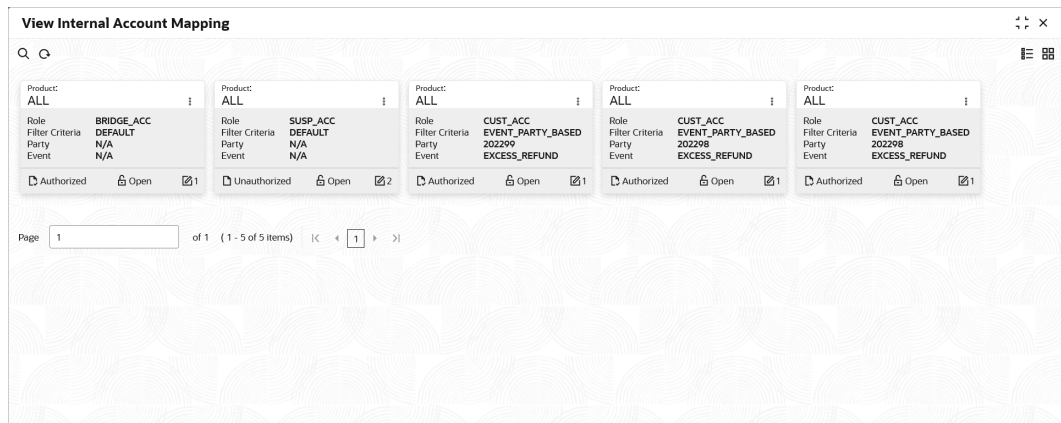 View Internal Account Mapping
Product:
ALL
Role BRIDGE_ACC
Filter Criteria DEFAULT
Party N/A
Event N/A
Authorized Open 1
Product:
ALL
Role SUSP_ACC
Filter Criteria DEFAULT
Party N/A
Event N/A
Unauthorized Open 2
Product:
ALL
Role CUST_ACC
Filter Criteria EVENT_PARTY_BASED
Party 202299
Event EXCESS_REFUND
Authorized Open 1
Product:
ALL
Role CUST_ACC
Filter Criteria EVENT_PARTY_BASED
Party 202298
Event EXCESS_REFUND
Authorized Open 1
Product:
ALL
Role CUST_ACC
Filter Criteria EVENT_PARTY_BASED
Party 202298
Event EXCESS_REFUND
Authorized Open 1
Page 1 of 1 ( 1 - 5 of 5 items) 1